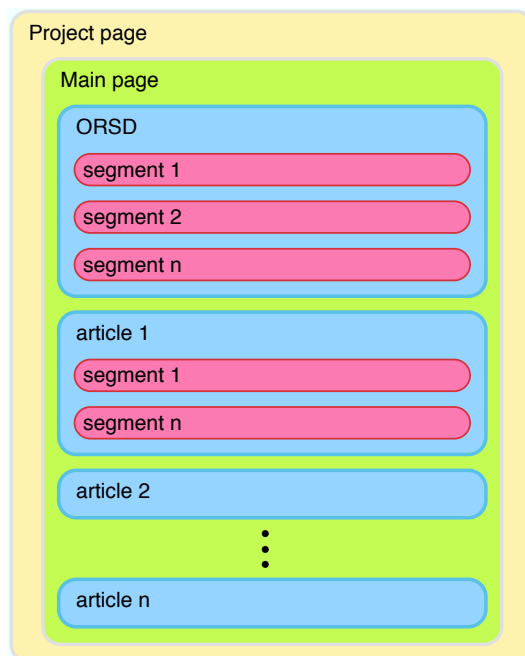 Project page
Main page
ORSD
segment 1
segment 2
segment n
article 1
segment 1
segment n
article 2
article n